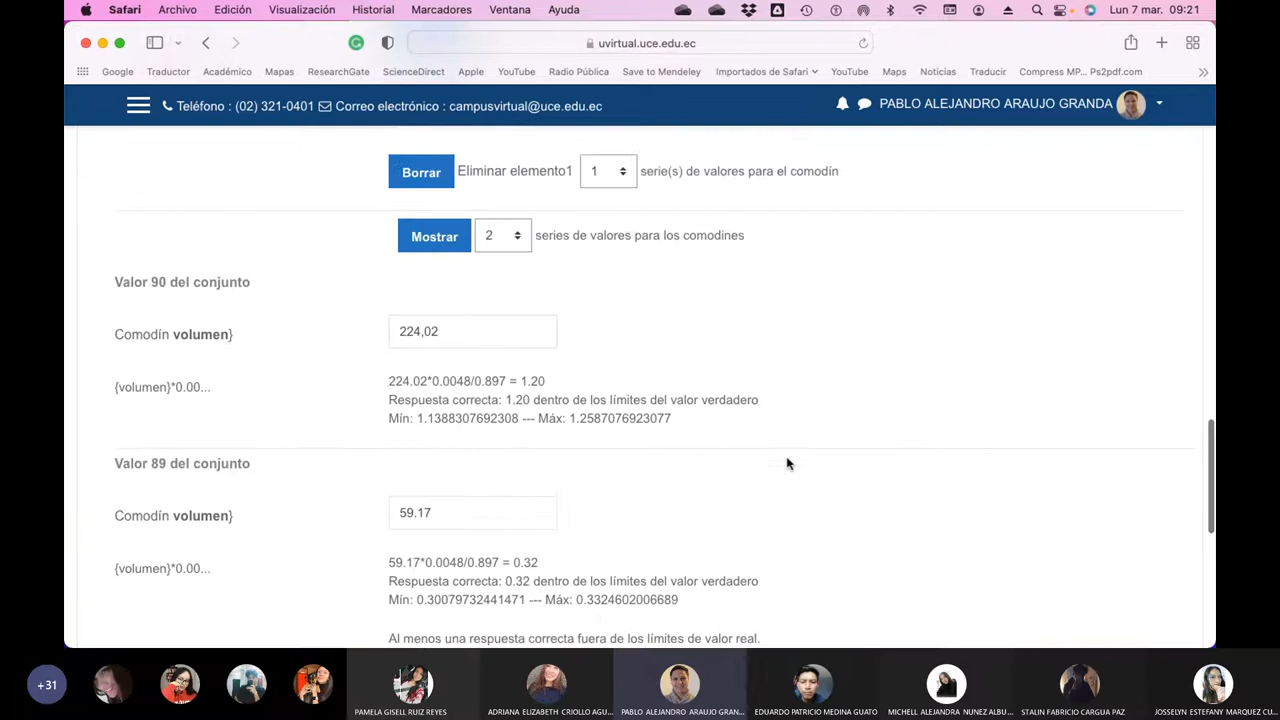 Safari Archivo Edición Visualización Historial Marcadores Ventana Ayuda Lun 7 mar. 09:21
uvirtual.uce.edu.ec
Google Traductor Académico Mapas ResearchGate ScienceDirect Apple YouTube Radio Pública Save to Mendeley Importados de Safari YouTube Maps Noticias Traducir Compress MP... Ps2pdf.com
Teléfono : (02) 321-0401 Correo electrónico : campusvirtual@uce.edu.ec PABLO ALEJANDRO ARAUJO GRANDA
Borrar Eliminar elemento1 1 serie(s) de valores para el comodín
Mostrar 2 series de valores para los comodines
Valor 90 del conjunto
Comodín volumen} 224,02
{volumen}*0.00... 224.02*0.0048/0.897 = 1.20
Respuesta correcta: 1.20 dentro de los límites del valor verdadero
Mín: 1.1388307692308 --- Máx: 1.2587076923077
Valor 89 del conjunto
Comodín volumen} 59.17
{volumen}*0.00... 59.17*0.0048/0.897 = 0.32
Respuesta correcta: 0.32 dentro de los límites del valor verdadero
Mín: 0.30079732441471 --- Máx: 0.3324602006689
Al menos una respuesta correcta fuera de los límites de valor real.
+31 PAMELA GISELL RUIZ REYES ADRIANA ELIZABETH CRIOLLO AGU... PABLO ALEJANDRO ARAUJO GRAN... EDUARDO PATRICIO MEDINA GUATO MICHELL ALEJANDRA NUNEZ ALBU... STALIN FABRICIO CARGUA PAZ JOSSELYN ESTEFANY MARQUEZ CU...